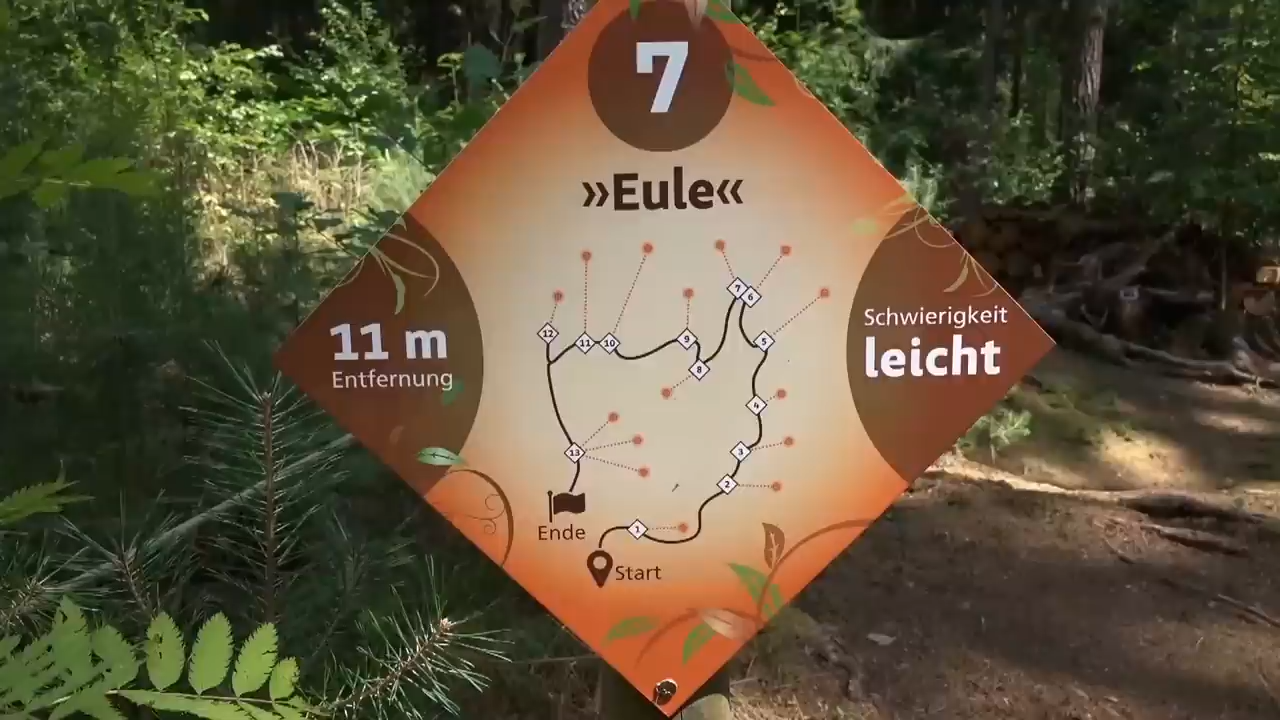 7
»Eule«
11 m
Entfernung
Schwierigkeit
leicht
7
6
12
11
10
9
5
8
4
13
3
2
Ende
1
Start